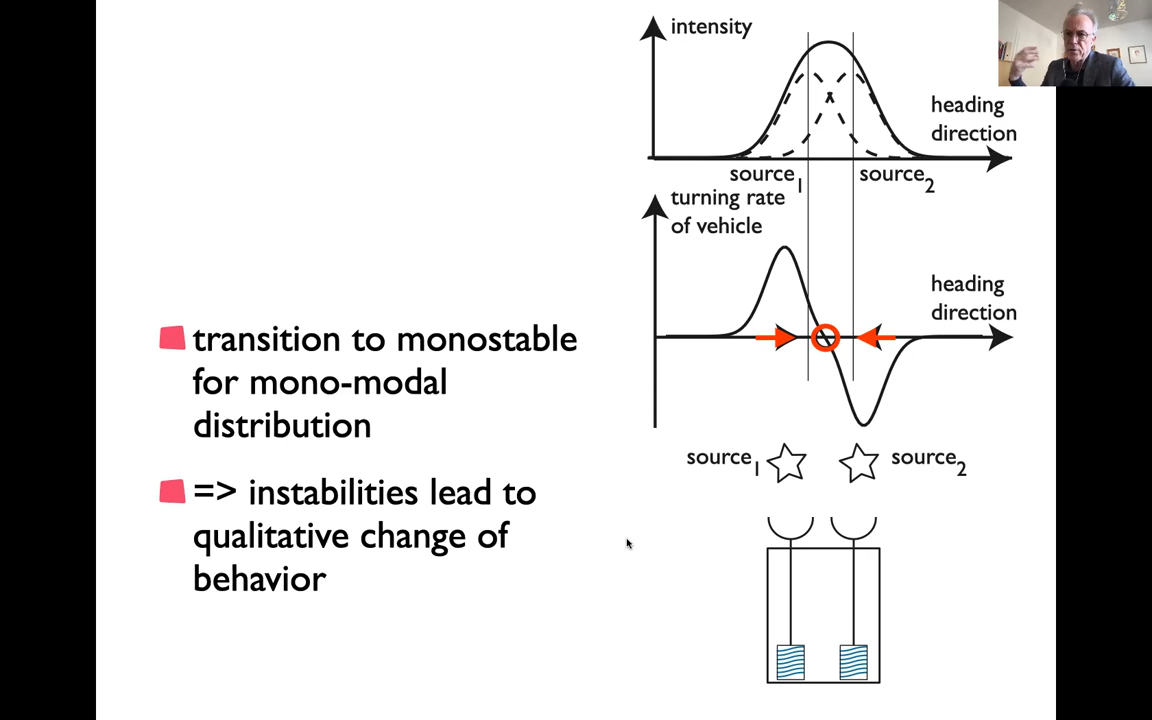 transition to monostable
for mono-modal
distribution
=> instabilities lead to
qualitative change of
behavior
intensity
heading
direction
source1
source2
turning rate
of vehicle
heading
direction
source1
source2